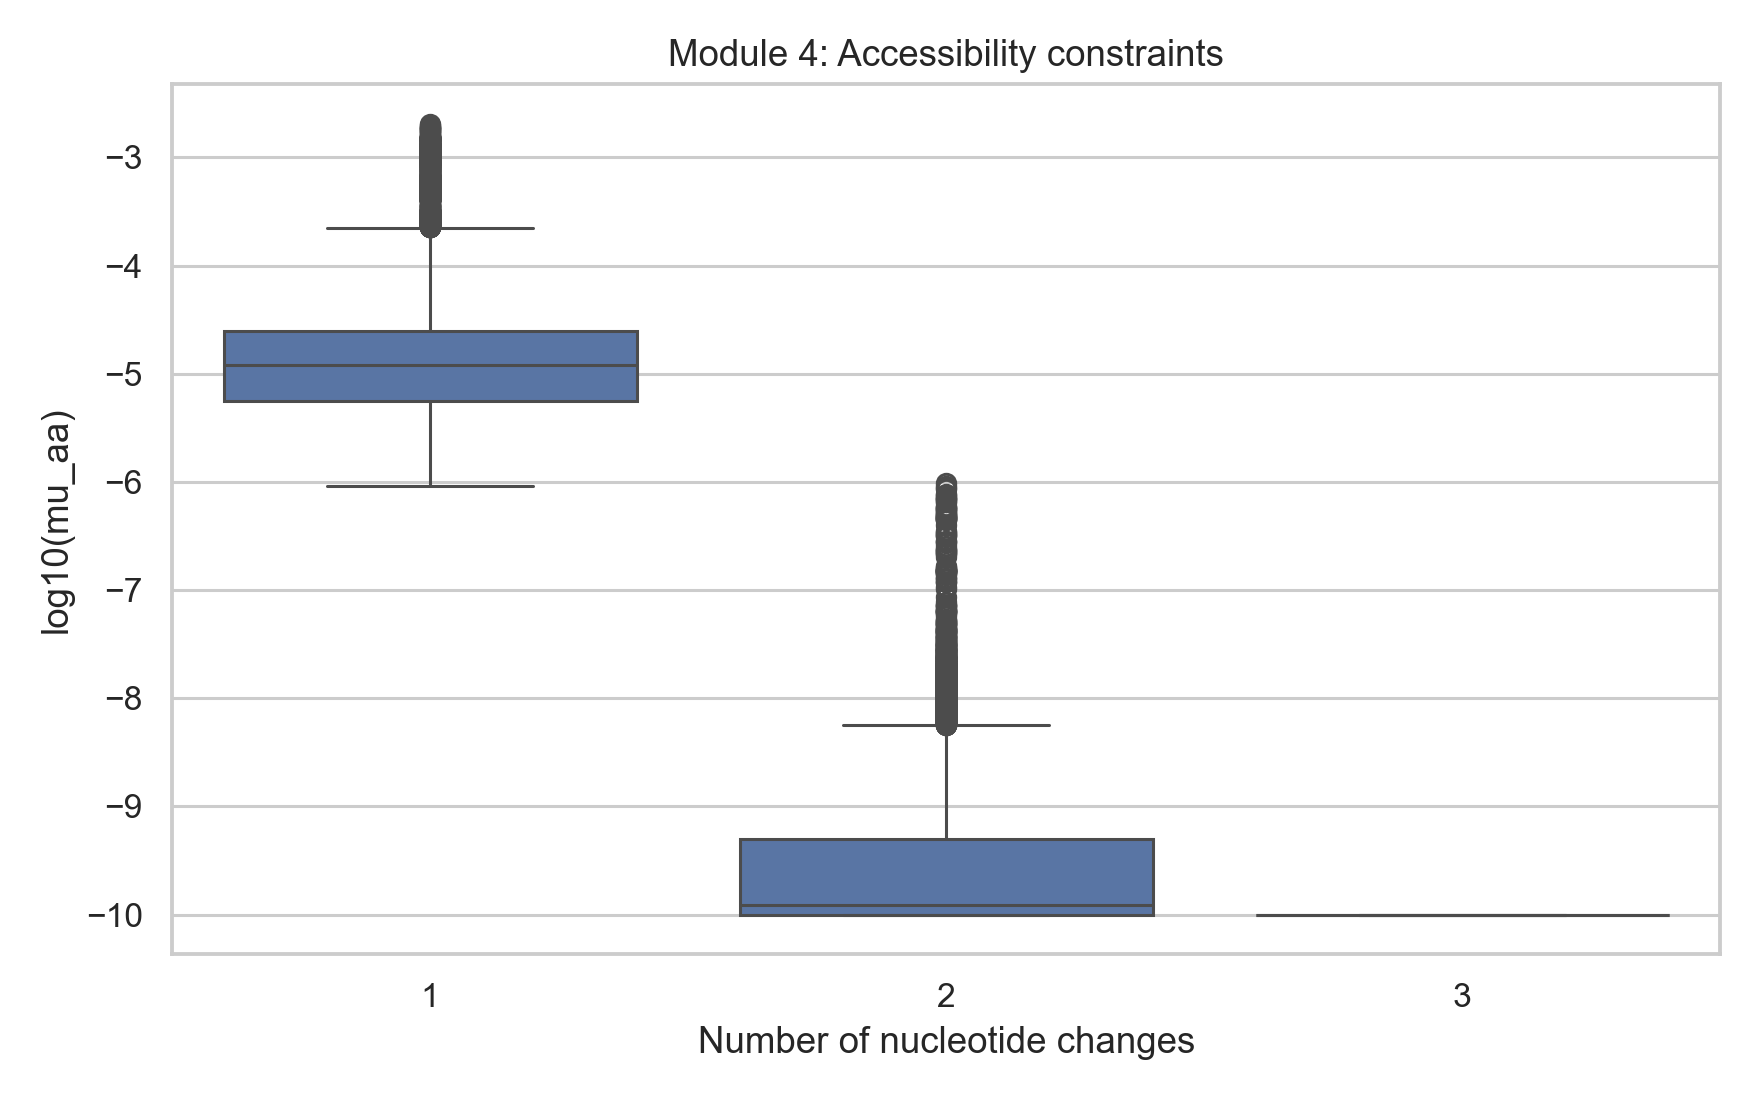 Module 4: Accessibility constraints
−3
−4
−5
−6
−7
−8
−9
−10
log10(mu_aa)
1 2 3
Number of nucleotide changes